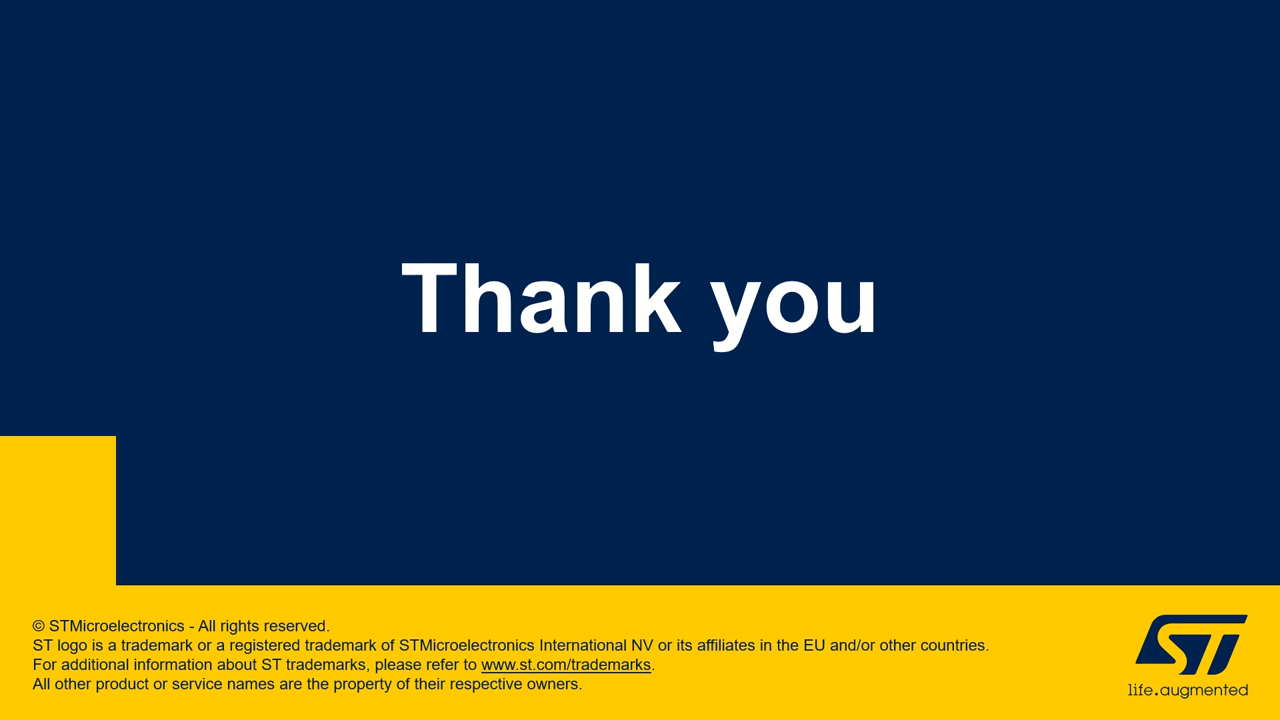 Thank you
© STMicroelectronics - All rights reserved.
ST logo is a trademark or a registered trademark of STMicroelectronics International NV or its affiliates in the EU and/or other countries.
For additional information about ST trademarks, please refer to www.st.com/trademarks.
All other product or service names are the property of their respective owners.
ST
life.augmented